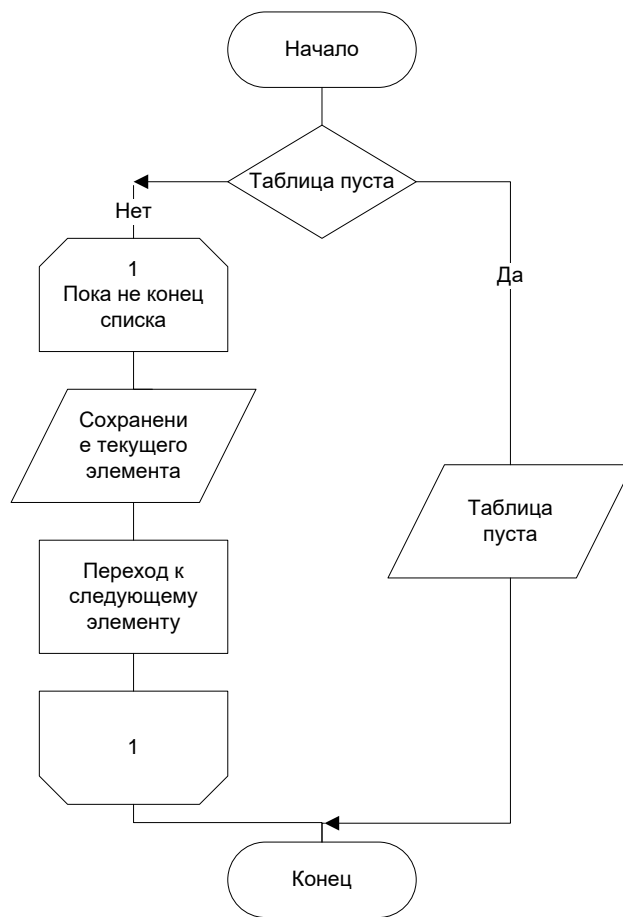 Начало
Таблица пуста
Нет
Да
1
Пока не конец
списка
Сохранени
е текущего
элемента
Таблица
пуста
Переход к
следующему
элементу
1
Конец